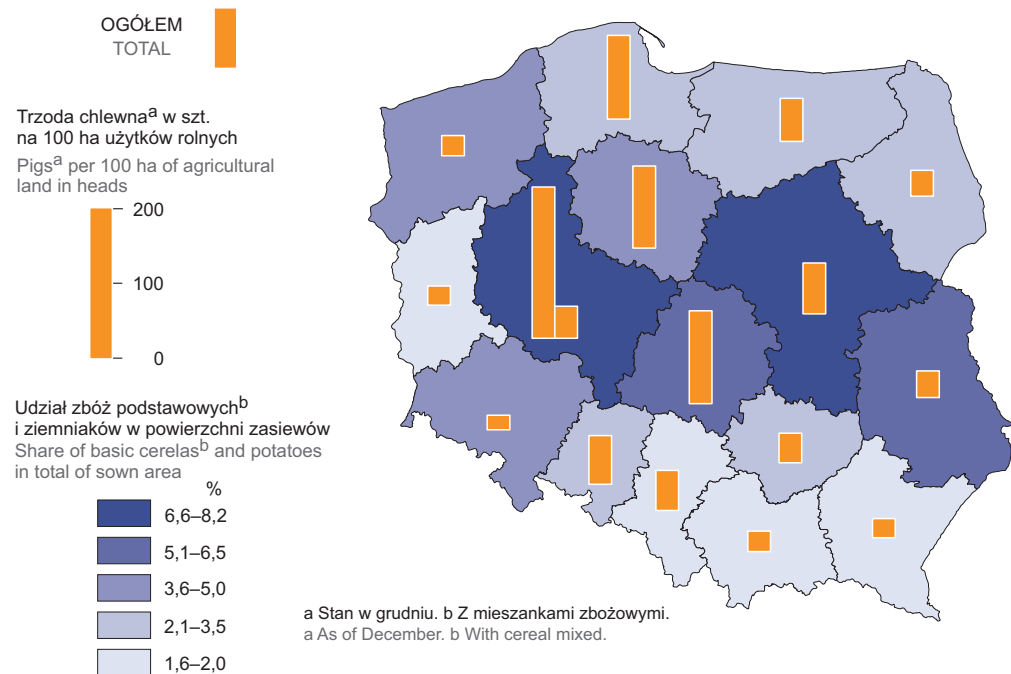 OGÓŁEM
TOTAL
Trzoda chlewnaa w szt.
na 100 ha użytków rolnych
Pigsa per 100 ha of agricultural
land in heads
200
100
0
Udział zbóż podstawowychb
i ziemniaków w powierzchni zasiewów
Share of basic cerelasb and potatoes
in total of sown area
%
6,6–8,2
5,1–6,5
3,6–5,0
2,1–3,5
1,6–2,0
a Stan w grudniu. b Z mieszankami zbożowymi.
a As of December. b With cereal mixed.